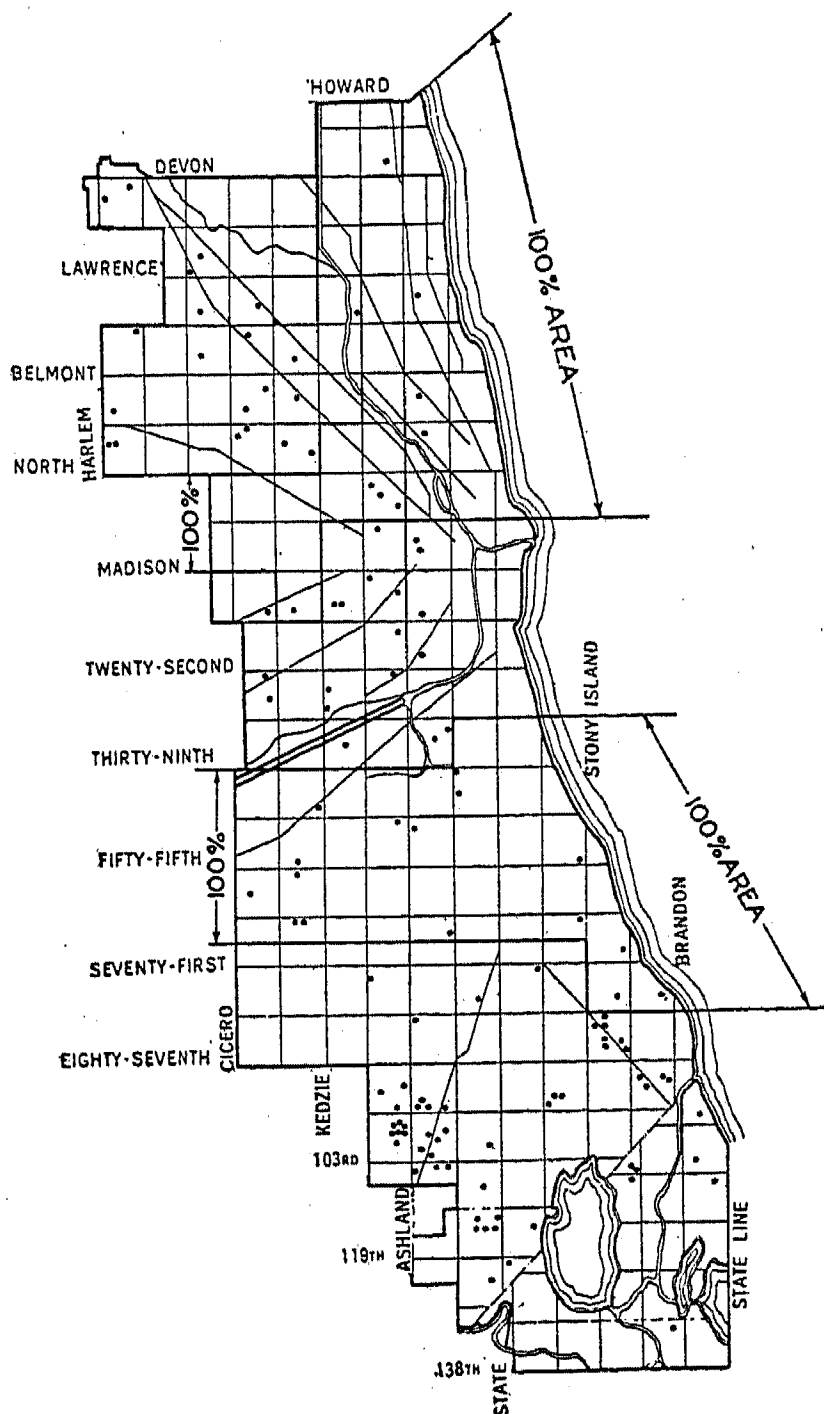 HOWARD
DEVON
100% AREA
LAWRENCE
BELMONT
HARLEM
NORTH
100%
MADISON
TWENTY-SECOND
STONY ISLAND
THIRTY-NINTH
100% AREA
100%
FIFTY-FIFTH
BRANDON
SEVENTY-FIRST
CICERO
EIGHTY-SEVENTH
KEDZIE
103RD
ASHLAND
119TH
STATE LINE
138TH
STATE